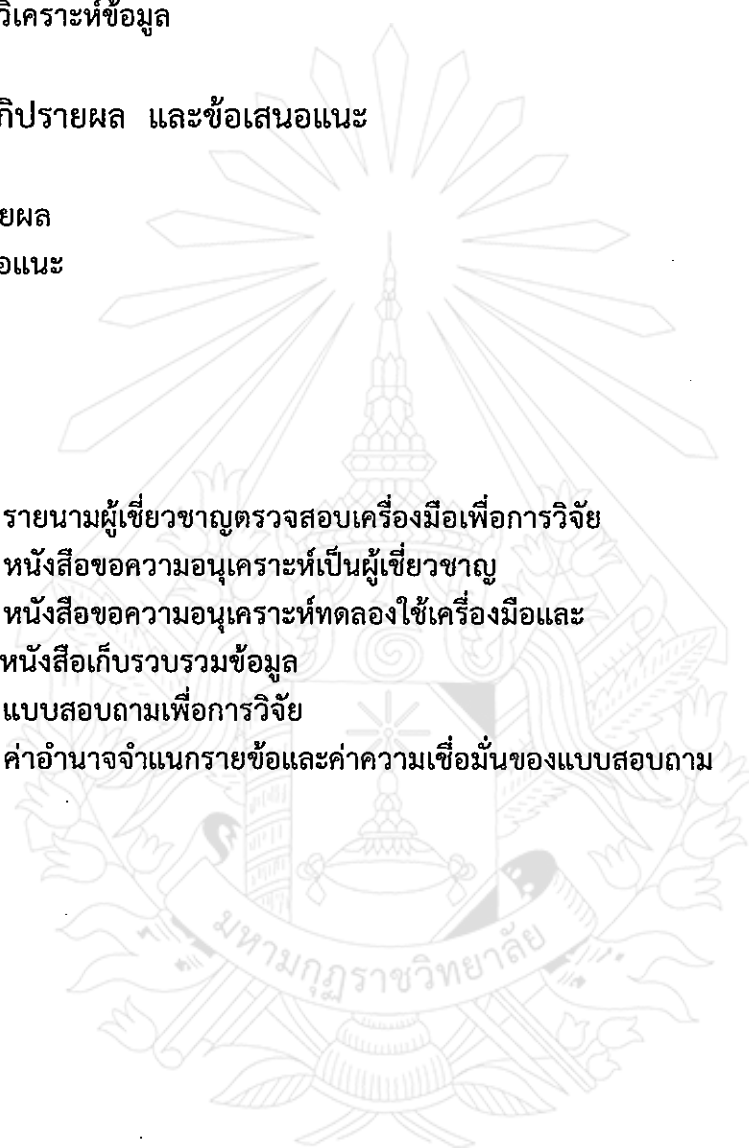 วิเคราะห์ข้อมูล
ภิปรายผล และข้อเสนอแนะ
ยผล
อแนะ
รายนามผู้เชี่ยวชาญตรวจสอบเครื่องมือเพื่อการวิจัย
หนังสือขอความอนุเคราะห์เป็นผู้เชี่ยวชาญ
หนังสือขอความอนุเคราะห์ทดลองใช้เครื่องมือและ
หนังสือเก็บรวบรวมข้อมูล
แบบสอบถามเพื่อการวิจัย
ค่าอำนาจจำแนกรายข้อและค่าความเชื่อมั่นของแบบสอบถาม
มหามกุฏราชวิทยาลัย